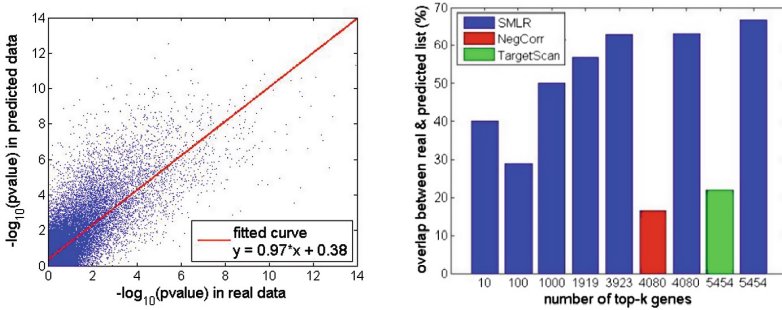 14
12
10
8
6
4
2
0
-log10(pvalue) in predicted data
fitted curve
y = 0.97*x + 0.38
0 2 4 6 8 10 12 14
-log10(pvalue) in real data
70
60
50
40
30
20
10
0
overlap between real & predicted list (%)
SMLR
NegCorr
TargetScan
10 100 1000 1919 3923 4080 4080 5454 5454
number of top-k genes